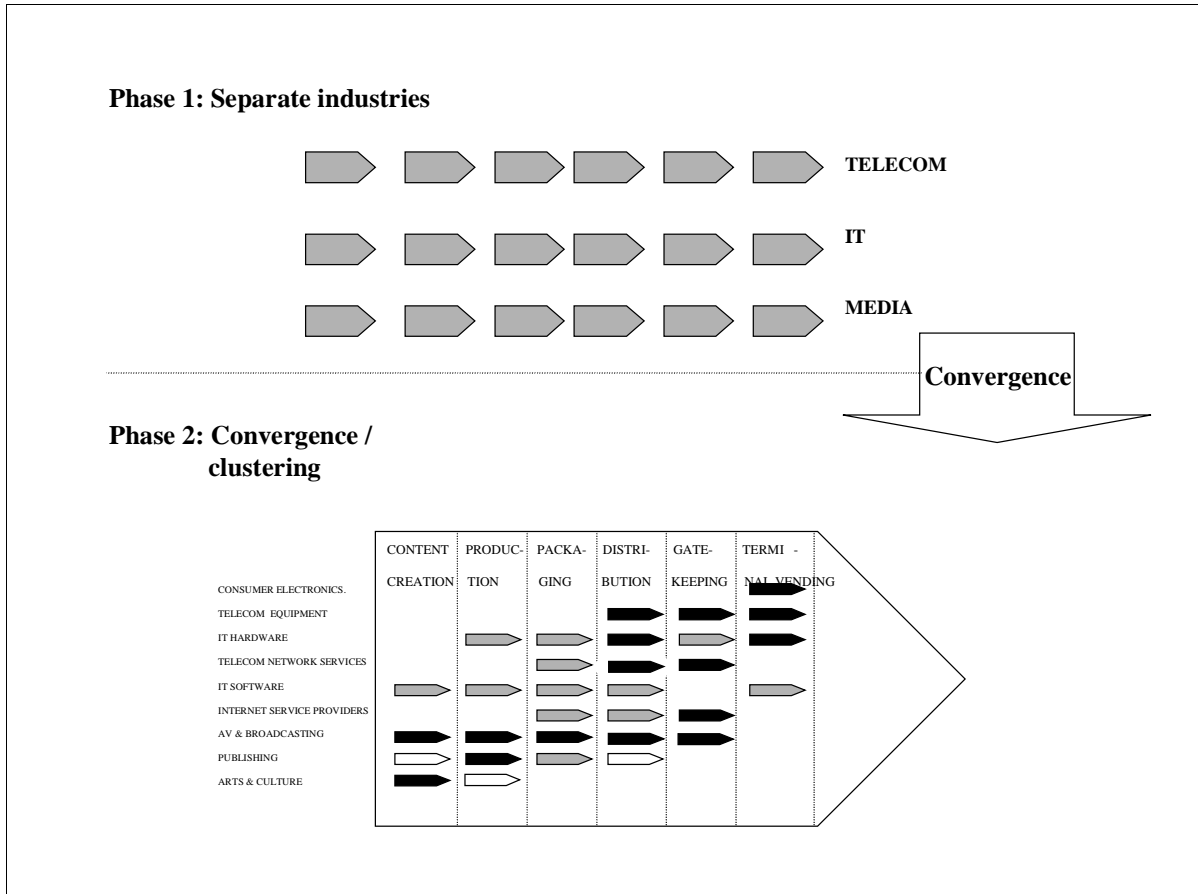 Phase 1: Separate industries
TELECOM
IT
MEDIA
Convergence
Phase 2: Convergence /
clustering
CONTENT PRODUC- PACKA- DISTRI- GATE- TERMI -
CREATION TION GING BUTION KEEPING NAL VENDING
CONSUMER ELECTRONICS.
TELECOM EQUIPMENT
IT HARDWARE
TELECOM NETWORK SERVICES
IT SOFTWARE
INTERNET SERVICE PROVIDERS
AV & BROADCASTING
PUBLISHING
ARTS & CULTURE